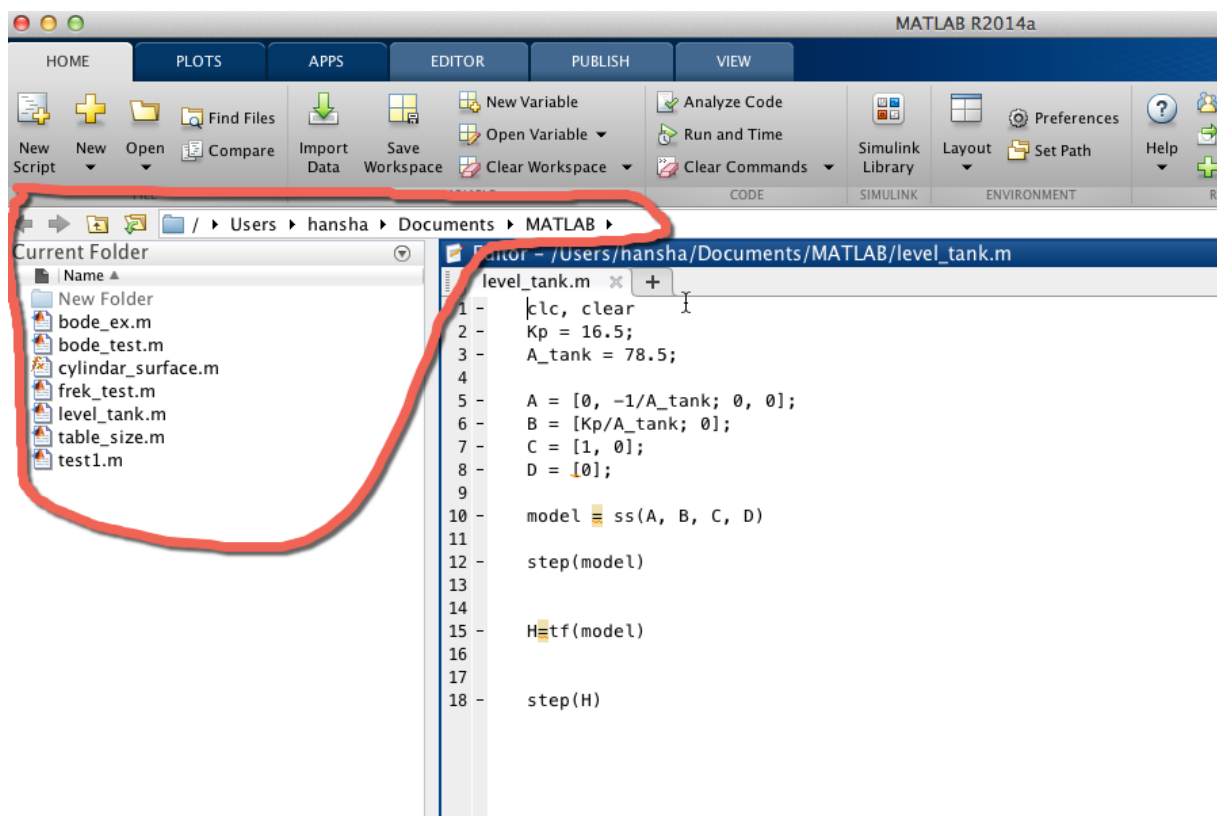 MATLAB R2014a
HOME PLOTS APPS EDITOR PUBLISH VIEW
New Script
New
Open
Find Files
Compare
Import Data
Save Workspace
New Variable
Open Variable
Clear Workspace
Analyze Code
Run and Time
Clear Commands
Simulink Library
Layout
Preferences
Set Path
Help
CODE SIMULINK ENVIRONMENT R
/ Users hansha Documents MATLAB
Current Folder
Name
New Folder
bode_ex.m
bode_test.m
cylindar_surface.m
frek_test.m
level_tank.m
table_size.m
test1.m
Editor – /Users/hansha/Documents/MATLAB/level_tank.m
level_tank.m × +
1 – clc, clear
2 – Kp = 16.5;
3 – A_tank = 78.5;
4
5 – A = [0, -1/A_tank; 0, 0];
6 – B = [Kp/A_tank; 0];
7 – C = [1, 0];
8 – D = [0];
9
10 – model = ss(A, B, C, D)
11
12 – step(model)
13
14
15 – H=tf(model)
16
17
18 – step(H)